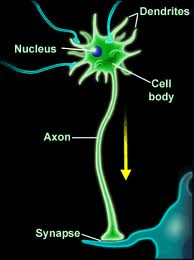 Dendrites
Nucleus
Cell
body
Axon
Synapse